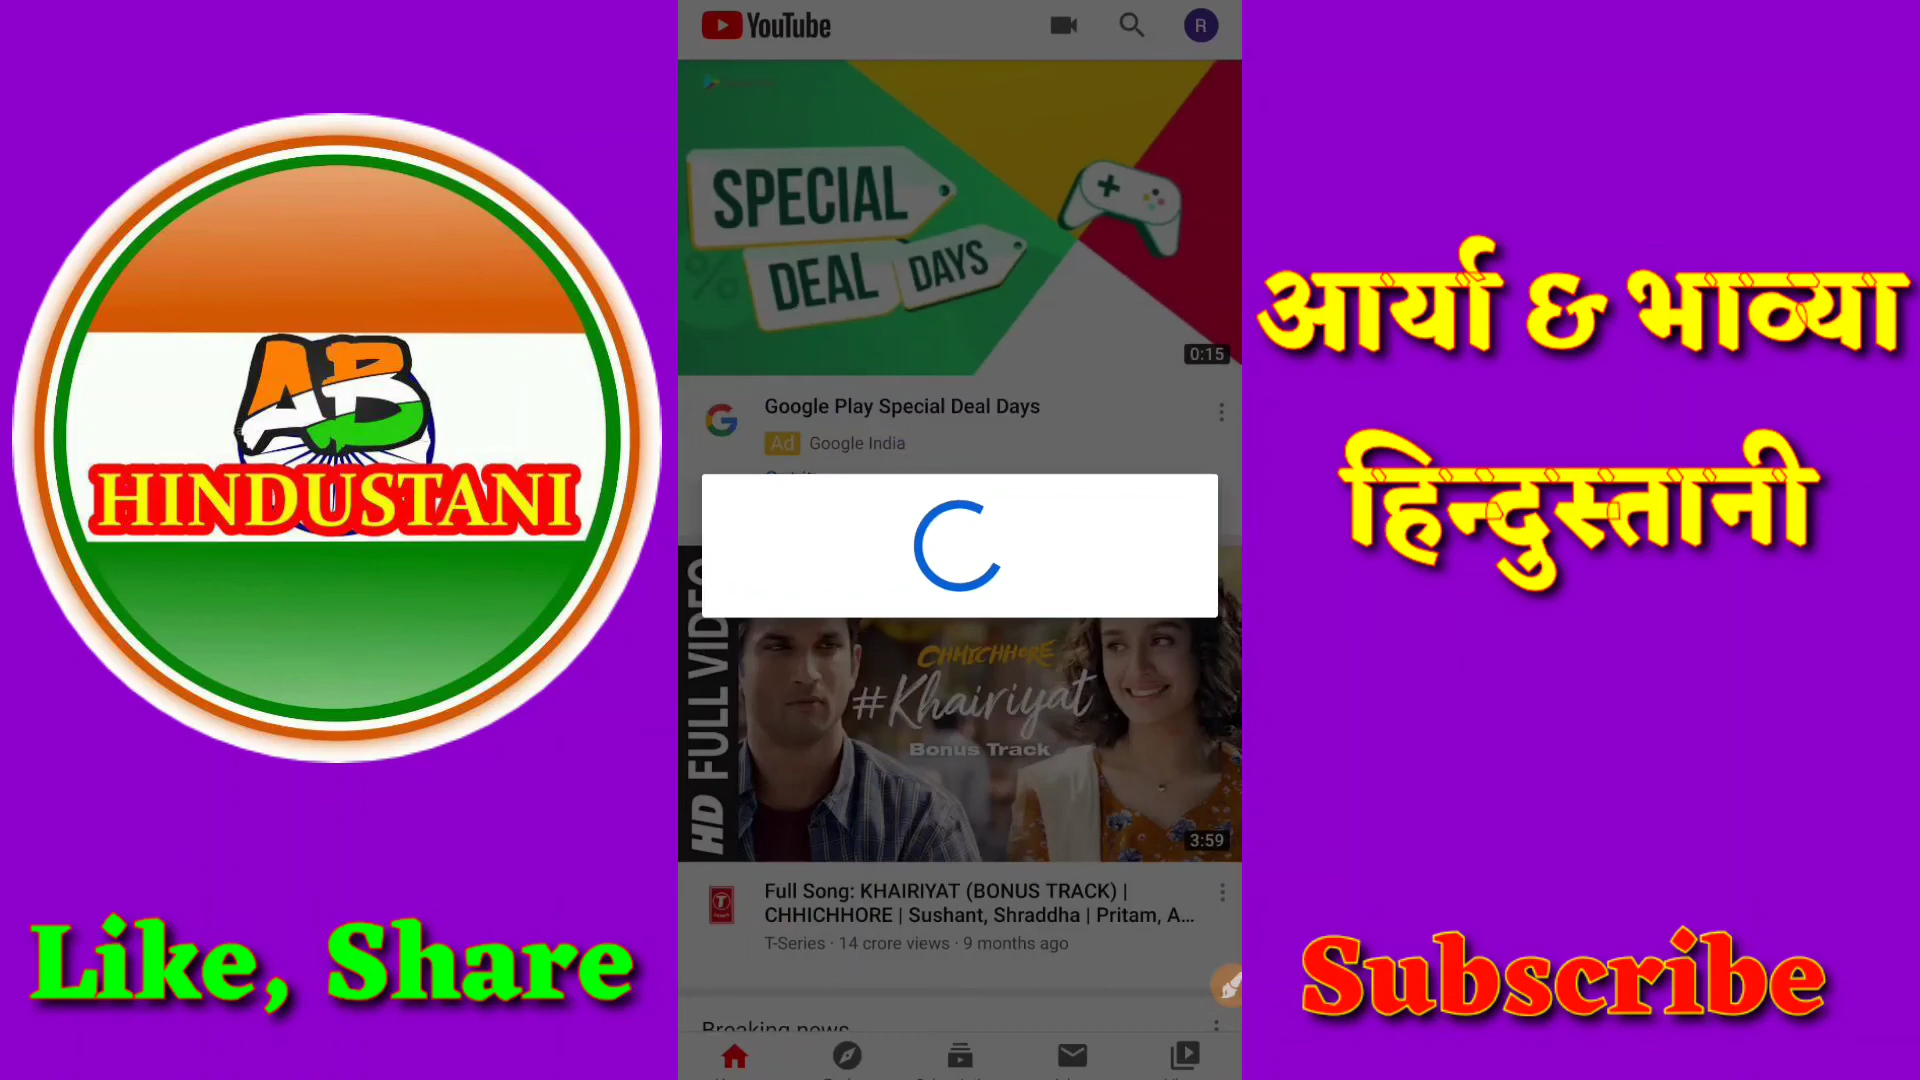 AB
HINDUSTANI
Like, Share
YouTube
R
SPECIAL
DEAL DAYS
%
0:15
Google Play Special Deal Days
Ad Google India
HD FULL VIDEO
CHHICHHORE
#Khairiyat
Bonus Track
3:59
Full Song: KHAIRIYAT (BONUS TRACK) |
CHHICHHORE | Sushant, Shraddha | Pritam, A...
T-Series · 14 crore views · 9 months ago
Breaking news
आर्या & भाव्या
हिन्दुस्तानी
Subscribe